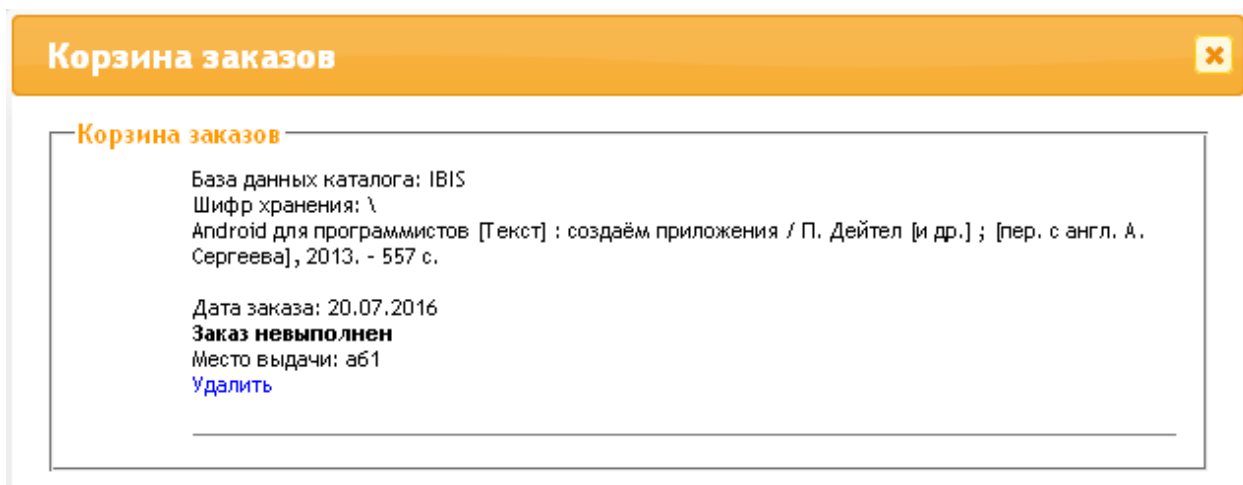 Корзина заказов
Корзина заказов
База данных каталога: IBIS
Шифр хранения: \
Android для программистов [Текст] : создаём приложения / П. Дейтел [и др.] ; [пер. с англ. А.
Сергеева], 2013. - 557 с.
Дата заказа: 20.07.2016
Заказ невыполнен
Место выдачи: аб1
Удалить